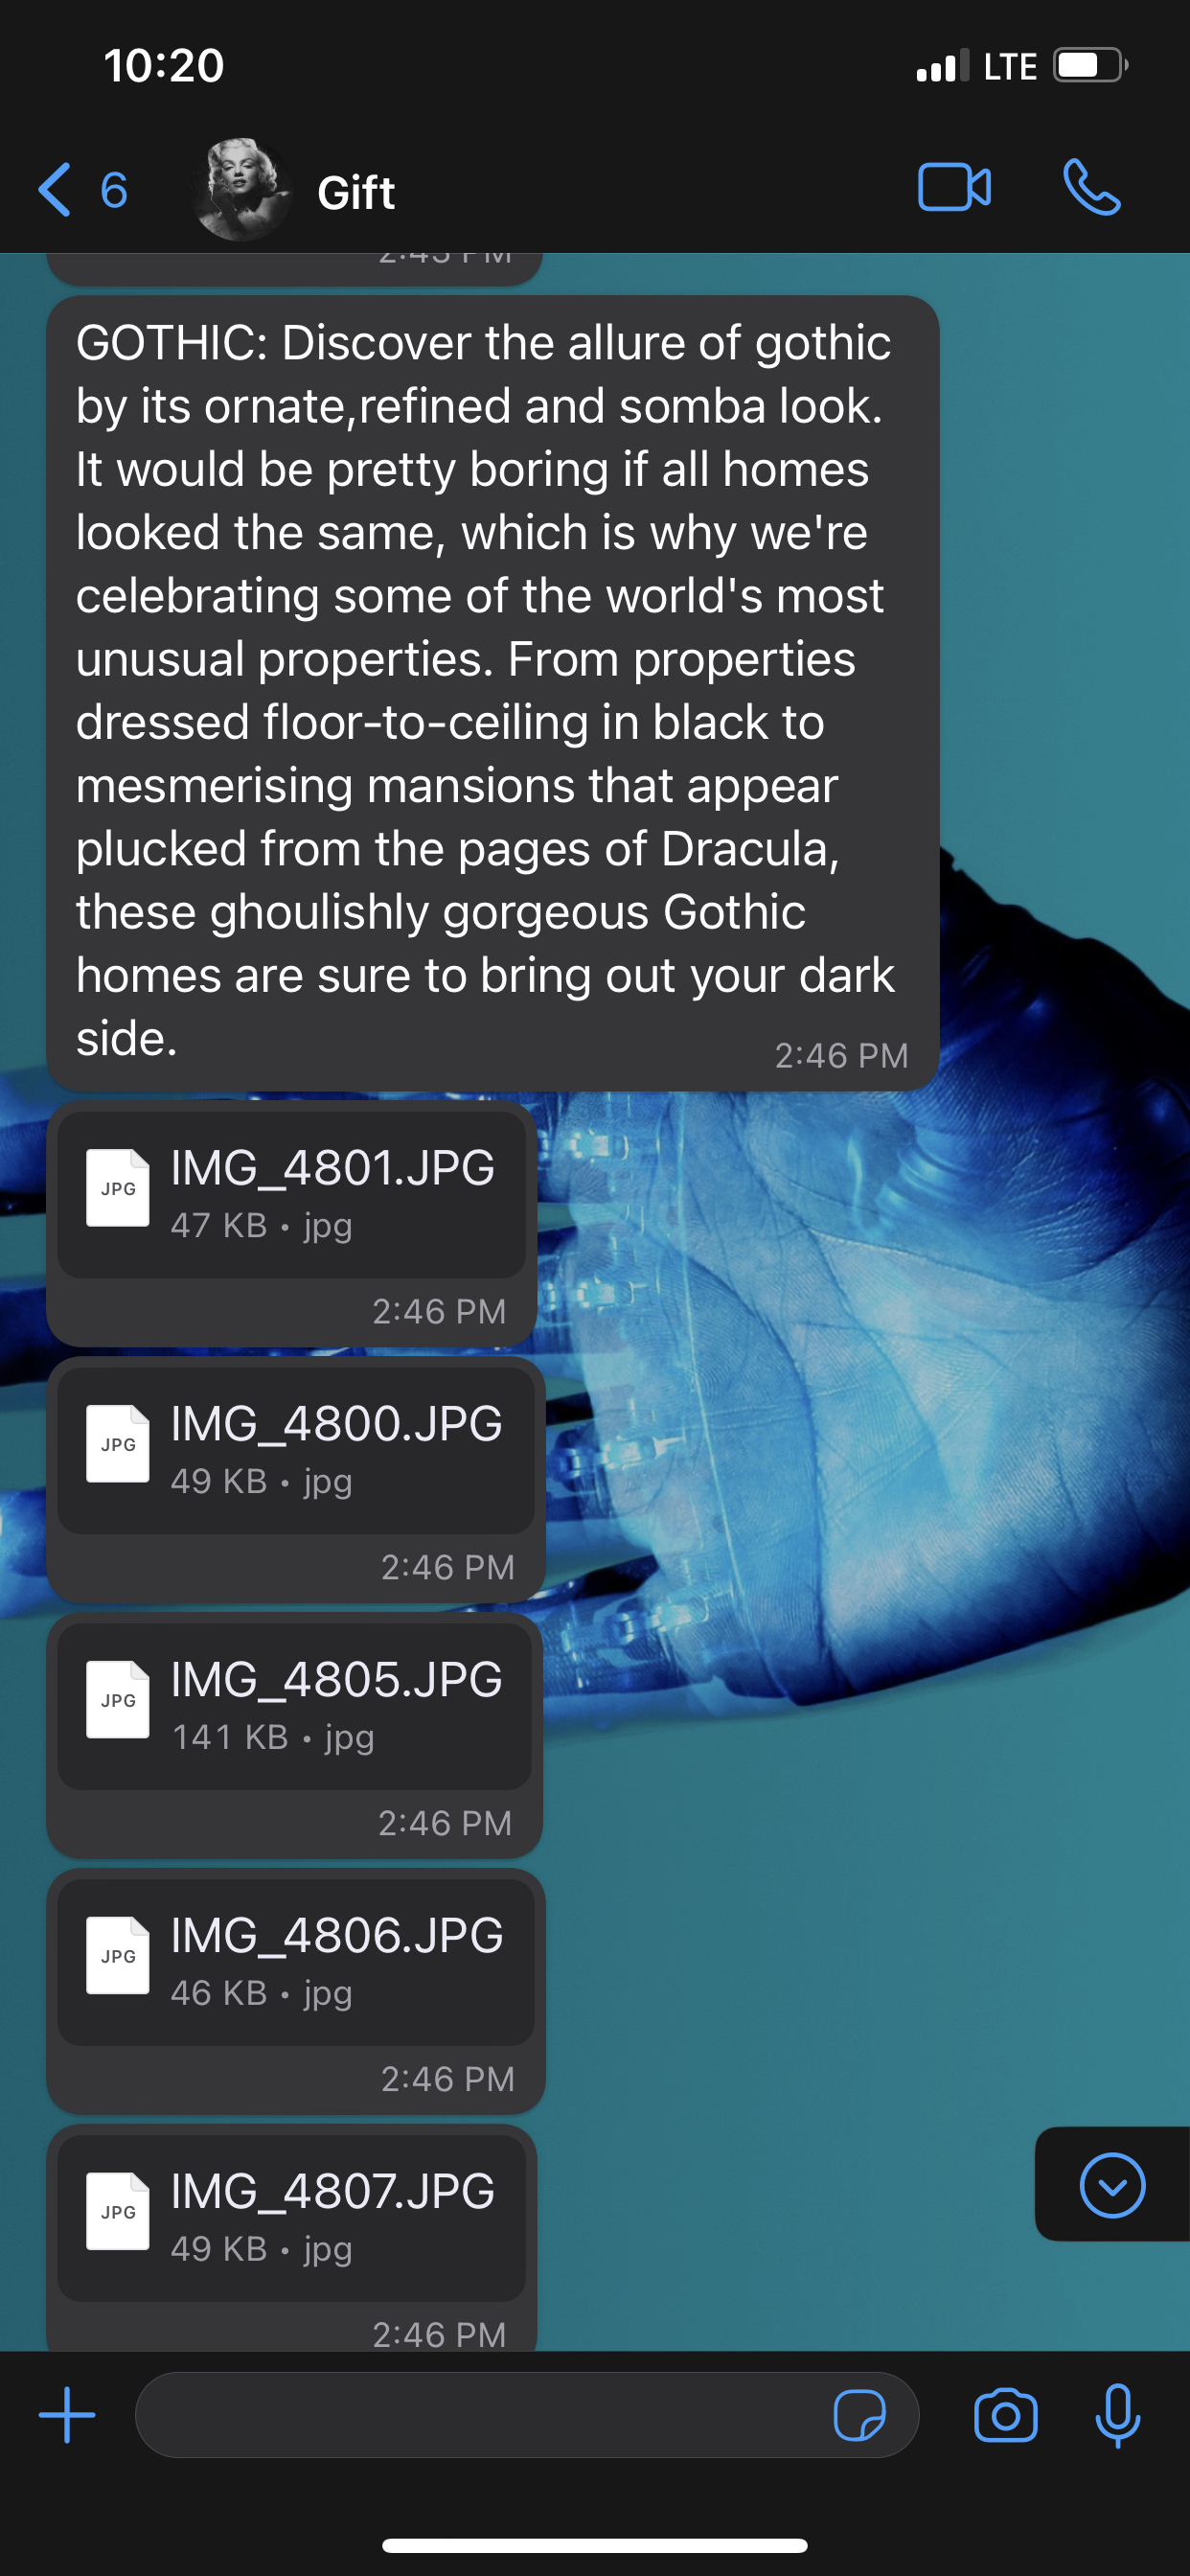 10:20
LTE
6
Gift
2:45 PM
GOTHIC: Discover the allure of gothic
by its ornate,refined and somba look.
It would be pretty boring if all homes
looked the same, which is why we're
celebrating some of the world's most
unusual properties. From properties
dressed floor-to-ceiling in black to
mesmerising mansions that appear
plucked from the pages of Dracula,
these ghoulishly gorgeous Gothic
homes are sure to bring out your dark
side.
2:46 PM
JPG
IMG_4801.JPG
47 KB • jpg
2:46 PM
JPG
IMG_4800.JPG
49 KB • jpg
2:46 PM
JPG
IMG_4805.JPG
141 KB • jpg
2:46 PM
JPG
IMG_4806.JPG
46 KB • jpg
2:46 PM
JPG
IMG_4807.JPG
49 KB • jpg
2:46 PM